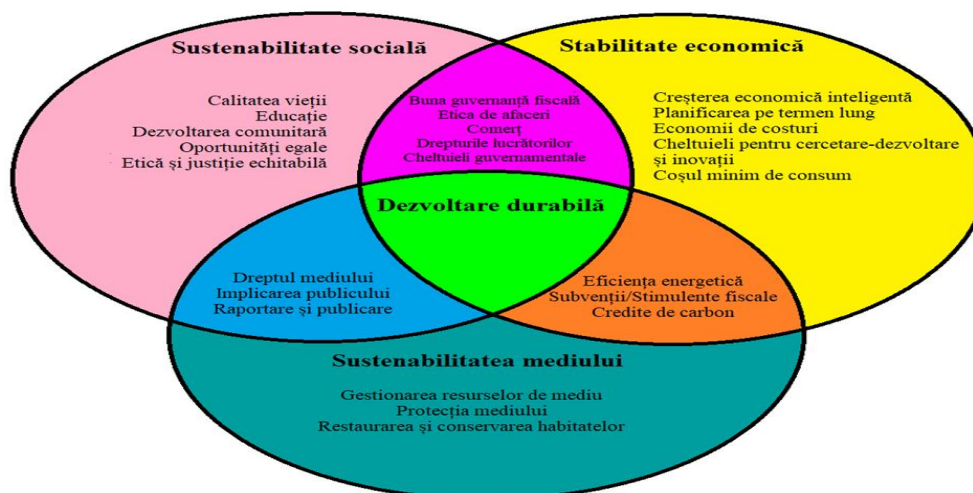 Sustenabilitate socială
Calitatea vieții
Educație
Dezvoltarea comunitară
Oportunități egale
Etică și justiție echitabilă
Stabilitate economică
Creșterea economică inteligentă
Planificarea pe termen lung
Economii de costuri
Cheltuieli pentru cercetare-dezvoltare
și inovații
Coșul minim de consum
Buna guvernanță fiscală
Etica de afaceri
Comerț
Drepturile lucrătorilor
Cheltuieli guvernamentale
Dezvoltare durabilă
Dreptul mediului
Implicarea publicului
Raportare și publicare
Eficiența energetică
Subvenții/Stimulente fiscale
Credite de carbon
Sustenabilitatea mediului
Gestionarea resurselor de mediu
Protecția mediului
Restaurarea și conservarea habitatelor